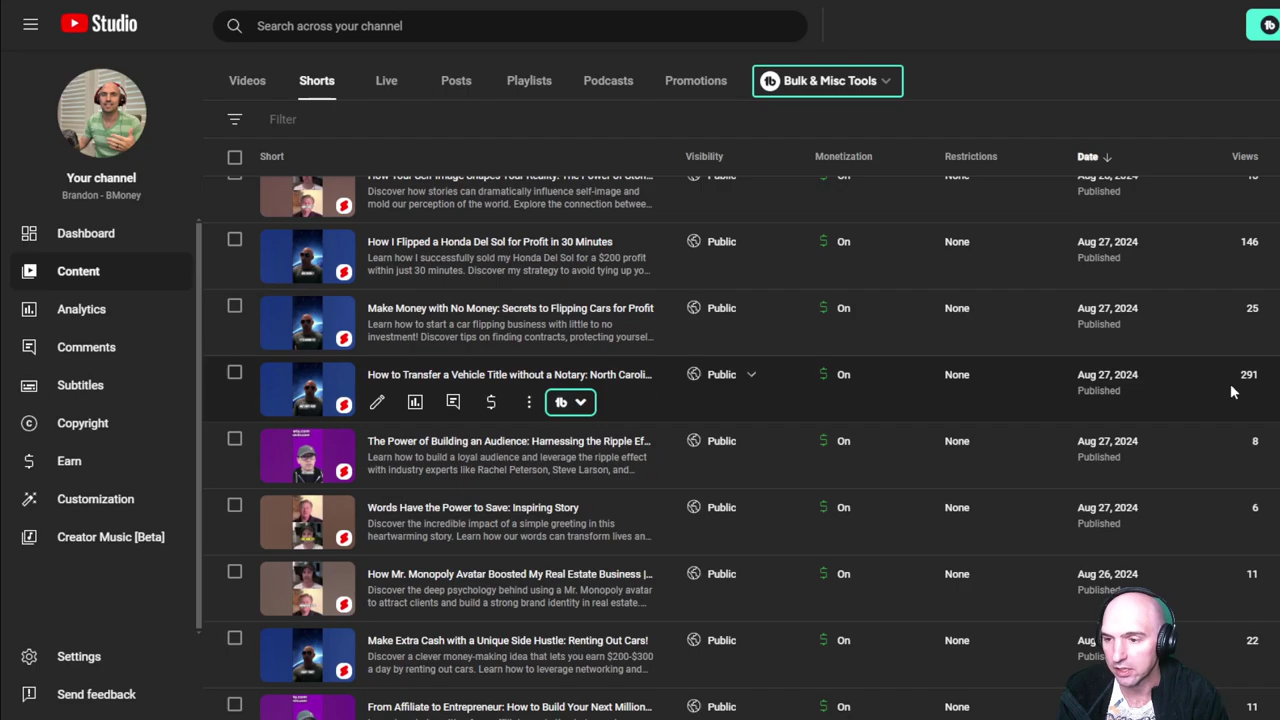 Studio
Search across your channel
tb
Videos
Shorts
Live
Posts
Playlists
Podcasts
Promotions
tb Bulk & Misc Tools
Filter
Short
Visibility
Monetization
Restrictions
Date
Views
Your channel
Brandon - BMoney
Dashboard
Content
Analytics
Comments
Subtitles
Copyright
Earn
Customization
Creator Music [Beta]
Settings
Send feedback
Published
Discover how stories can dramatically influence self-image and
mold our perception of the world. Explore the connection betwee...
How I Flipped a Honda Del Sol for Profit in 30 Minutes
Learn how I successfully sold my Honda Del Sol for a $200 profit
within just 30 minutes. Discover my strategy to avoid tying up yo...
Public
On
None
Aug 27, 2024
Published
146
Make Money with No Money: Secrets to Flipping Cars for Profit
Learn how to start a car flipping business with little to no
investment! Discover tips on finding contracts, protecting yoursel...
Public
On
None
Aug 27, 2024
Published
25
How to Transfer a Vehicle Title without a Notary: North Caroli...
tb
Public
On
None
Aug 27, 2024
Published
291
The Power of Building an Audience: Harnessing the Ripple Ef...
Learn how to build a loyal audience and leverage the ripple effect
with industry experts like Rachel Peterson, Steve Larson, and...
Public
On
None
Aug 27, 2024
Published
8
Words Have the Power to Save: Inspiring Story
Discover the incredible impact of a simple greeting in this
heartwarming story. Learn how our words can transform lives an...
Public
On
None
Aug 27, 2024
Published
6
How Mr. Monopoly Avatar Boosted My Real Estate Business |...
Discover the deep psychology behind using a Mr. Monopoly avatar
to attract clients and build a strong brand identity in real estate.
Public
On
None
Aug 26, 2024
11
Make Extra Cash with a Unique Side Hustle: Renting Out Cars!
Discover a clever money-making idea that lets you earn $200-$300
a day by renting out cars. Learn how to leverage networking and
Public
On
None
22
From Affiliate to Entrepreneur: How to Build Your Next Million...
Public
On
None
11